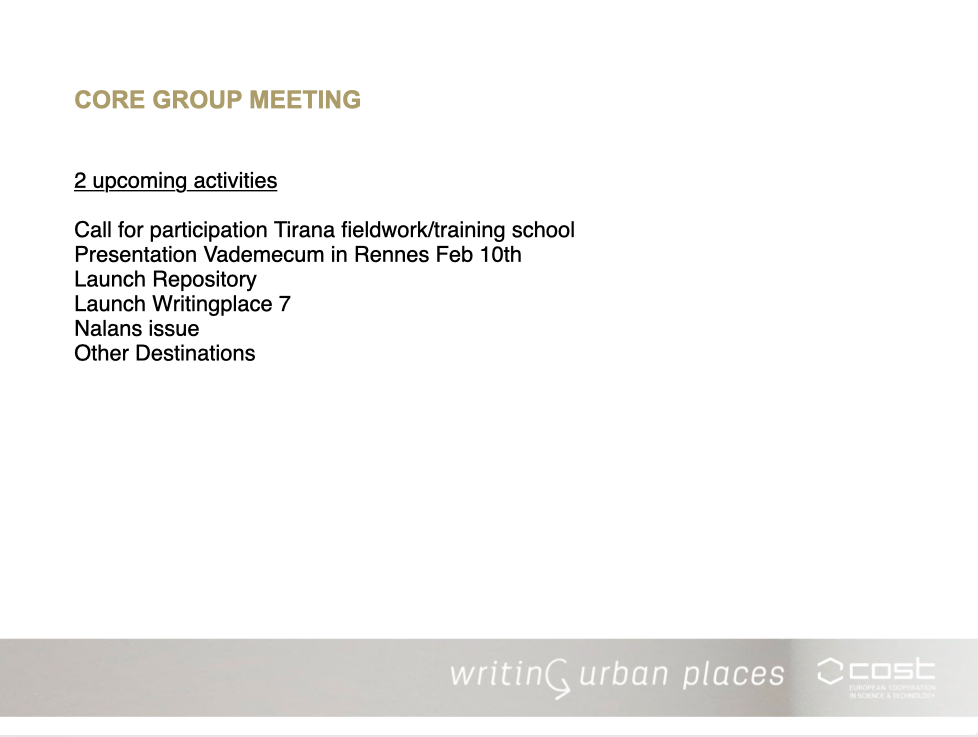 CORE GROUP MEETING
2 upcoming activities
Call for participation Tirana fieldwork/training school
Presentation Vademecum in Rennes Feb 10th
Launch Repository
Launch Writingplace 7
Nalans issue
Other Destinations
writinG urban places
cost
EUROPEAN COOPERATION
IN SCIENCE & TECHNOLOGY